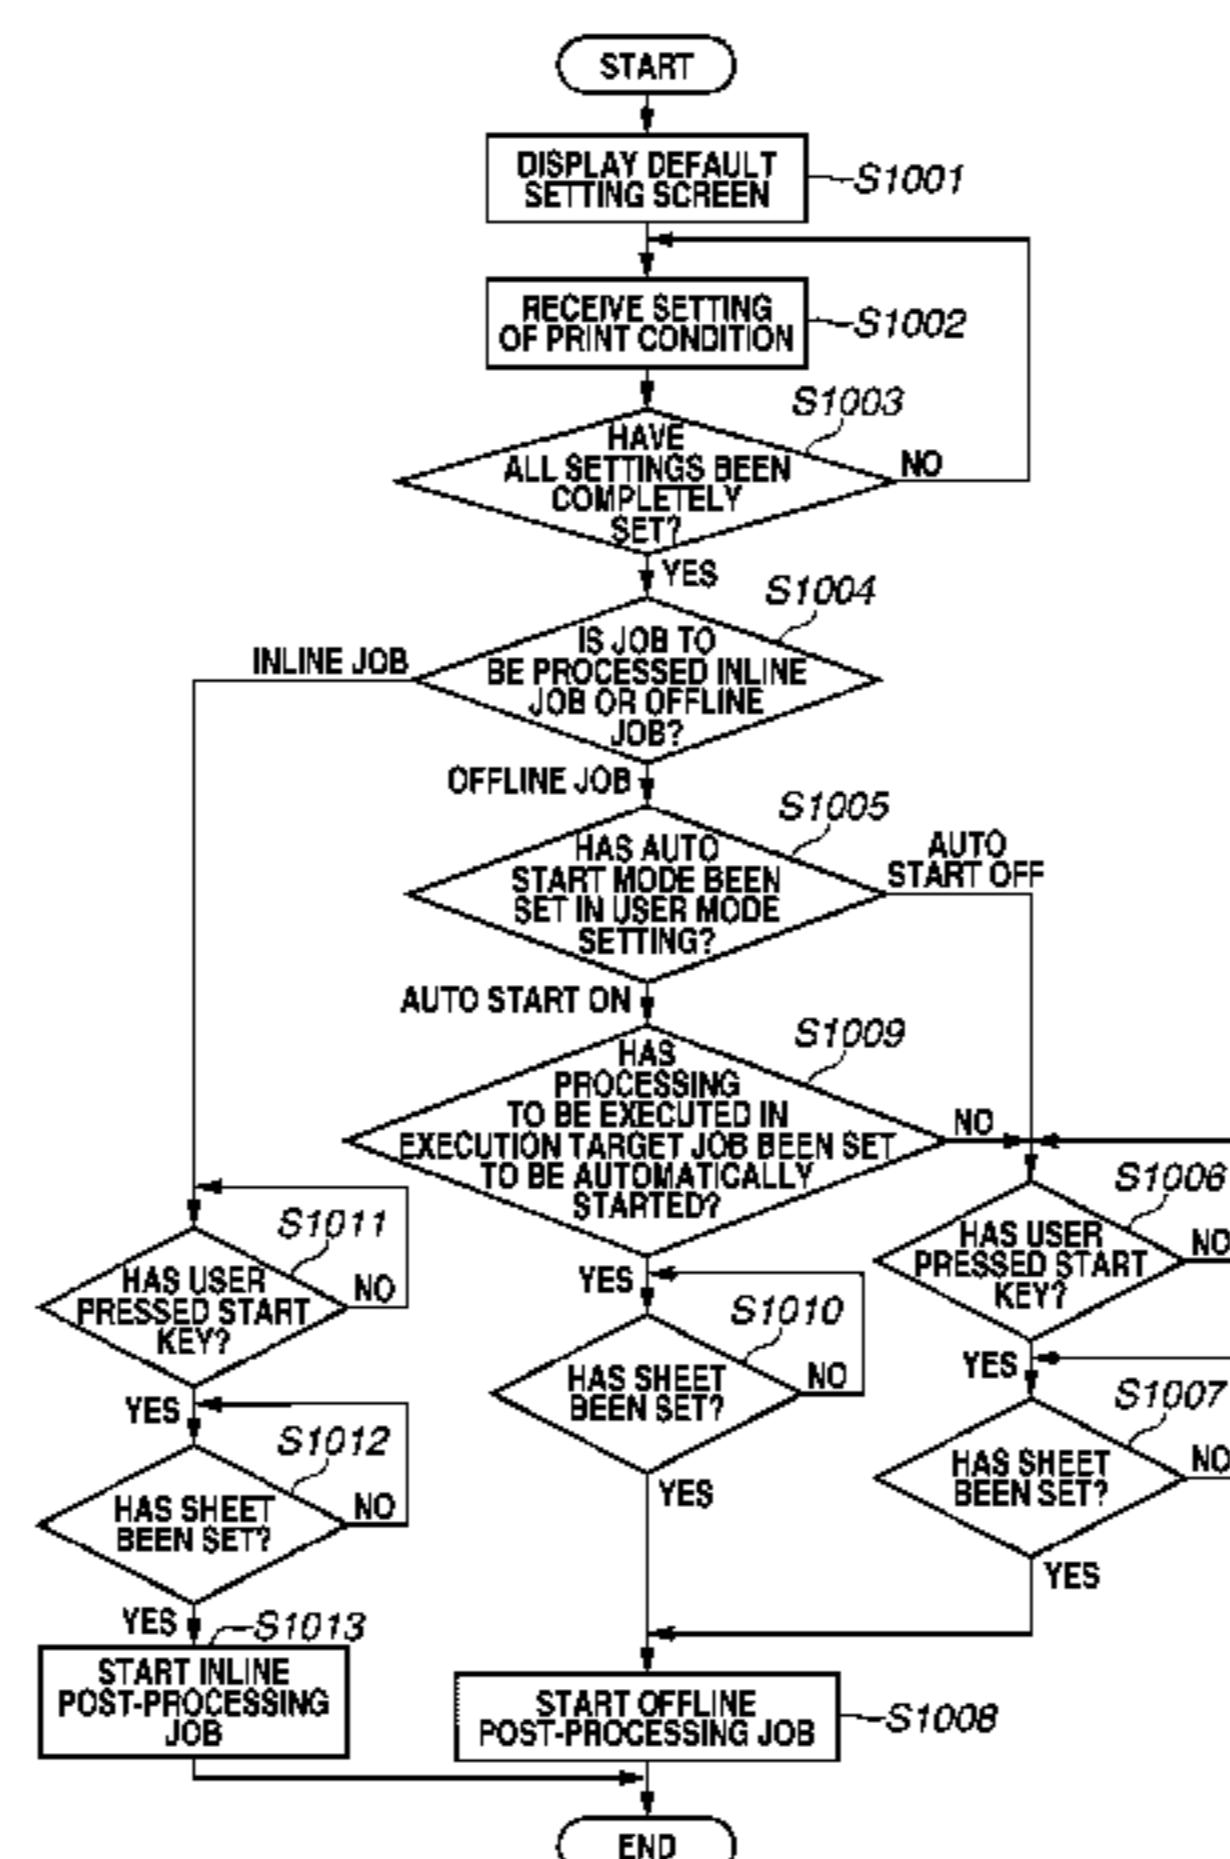 START
DISPLAY DEFAULT
SETTING SCREEN
S1001
RECEIVE SETTING
OF PRINT CONDITION
S1002
S1003
HAVE
ALL SETTINGS BEEN
COMPLETELY
SET?
NO
YES
S1004
IS JOB TO
BE PROCESSED INLINE
JOB OR OFFLINE
JOB?
INLINE JOB
OFFLINE JOB
S1005
HAS AUTO
START MODE BEEN
SET IN USER MODE
SETTING?
AUTO
START OFF
AUTO START ON
S1009
HAS
PROCESSING
TO BE EXECUTED IN
EXECUTION TARGET JOB BEEN SET
TO BE AUTOMATICALLY
STARTED?
NO
YES
S1006
HAS USER
PRESSED START
KEY?
NO
YES
S1011
HAS USER
PRESSED START
KEY?
NO
YES
S1010
HAS SHEET
BEEN SET?
NO
YES
S1007
HAS SHEET
BEEN SET?
NO
YES
S1012
HAS SHEET
BEEN SET?
NO
YES
S1013
START INLINE
POST-PROCESSING
JOB
START OFFLINE
POST-PROCESSING JOB
S1008
END